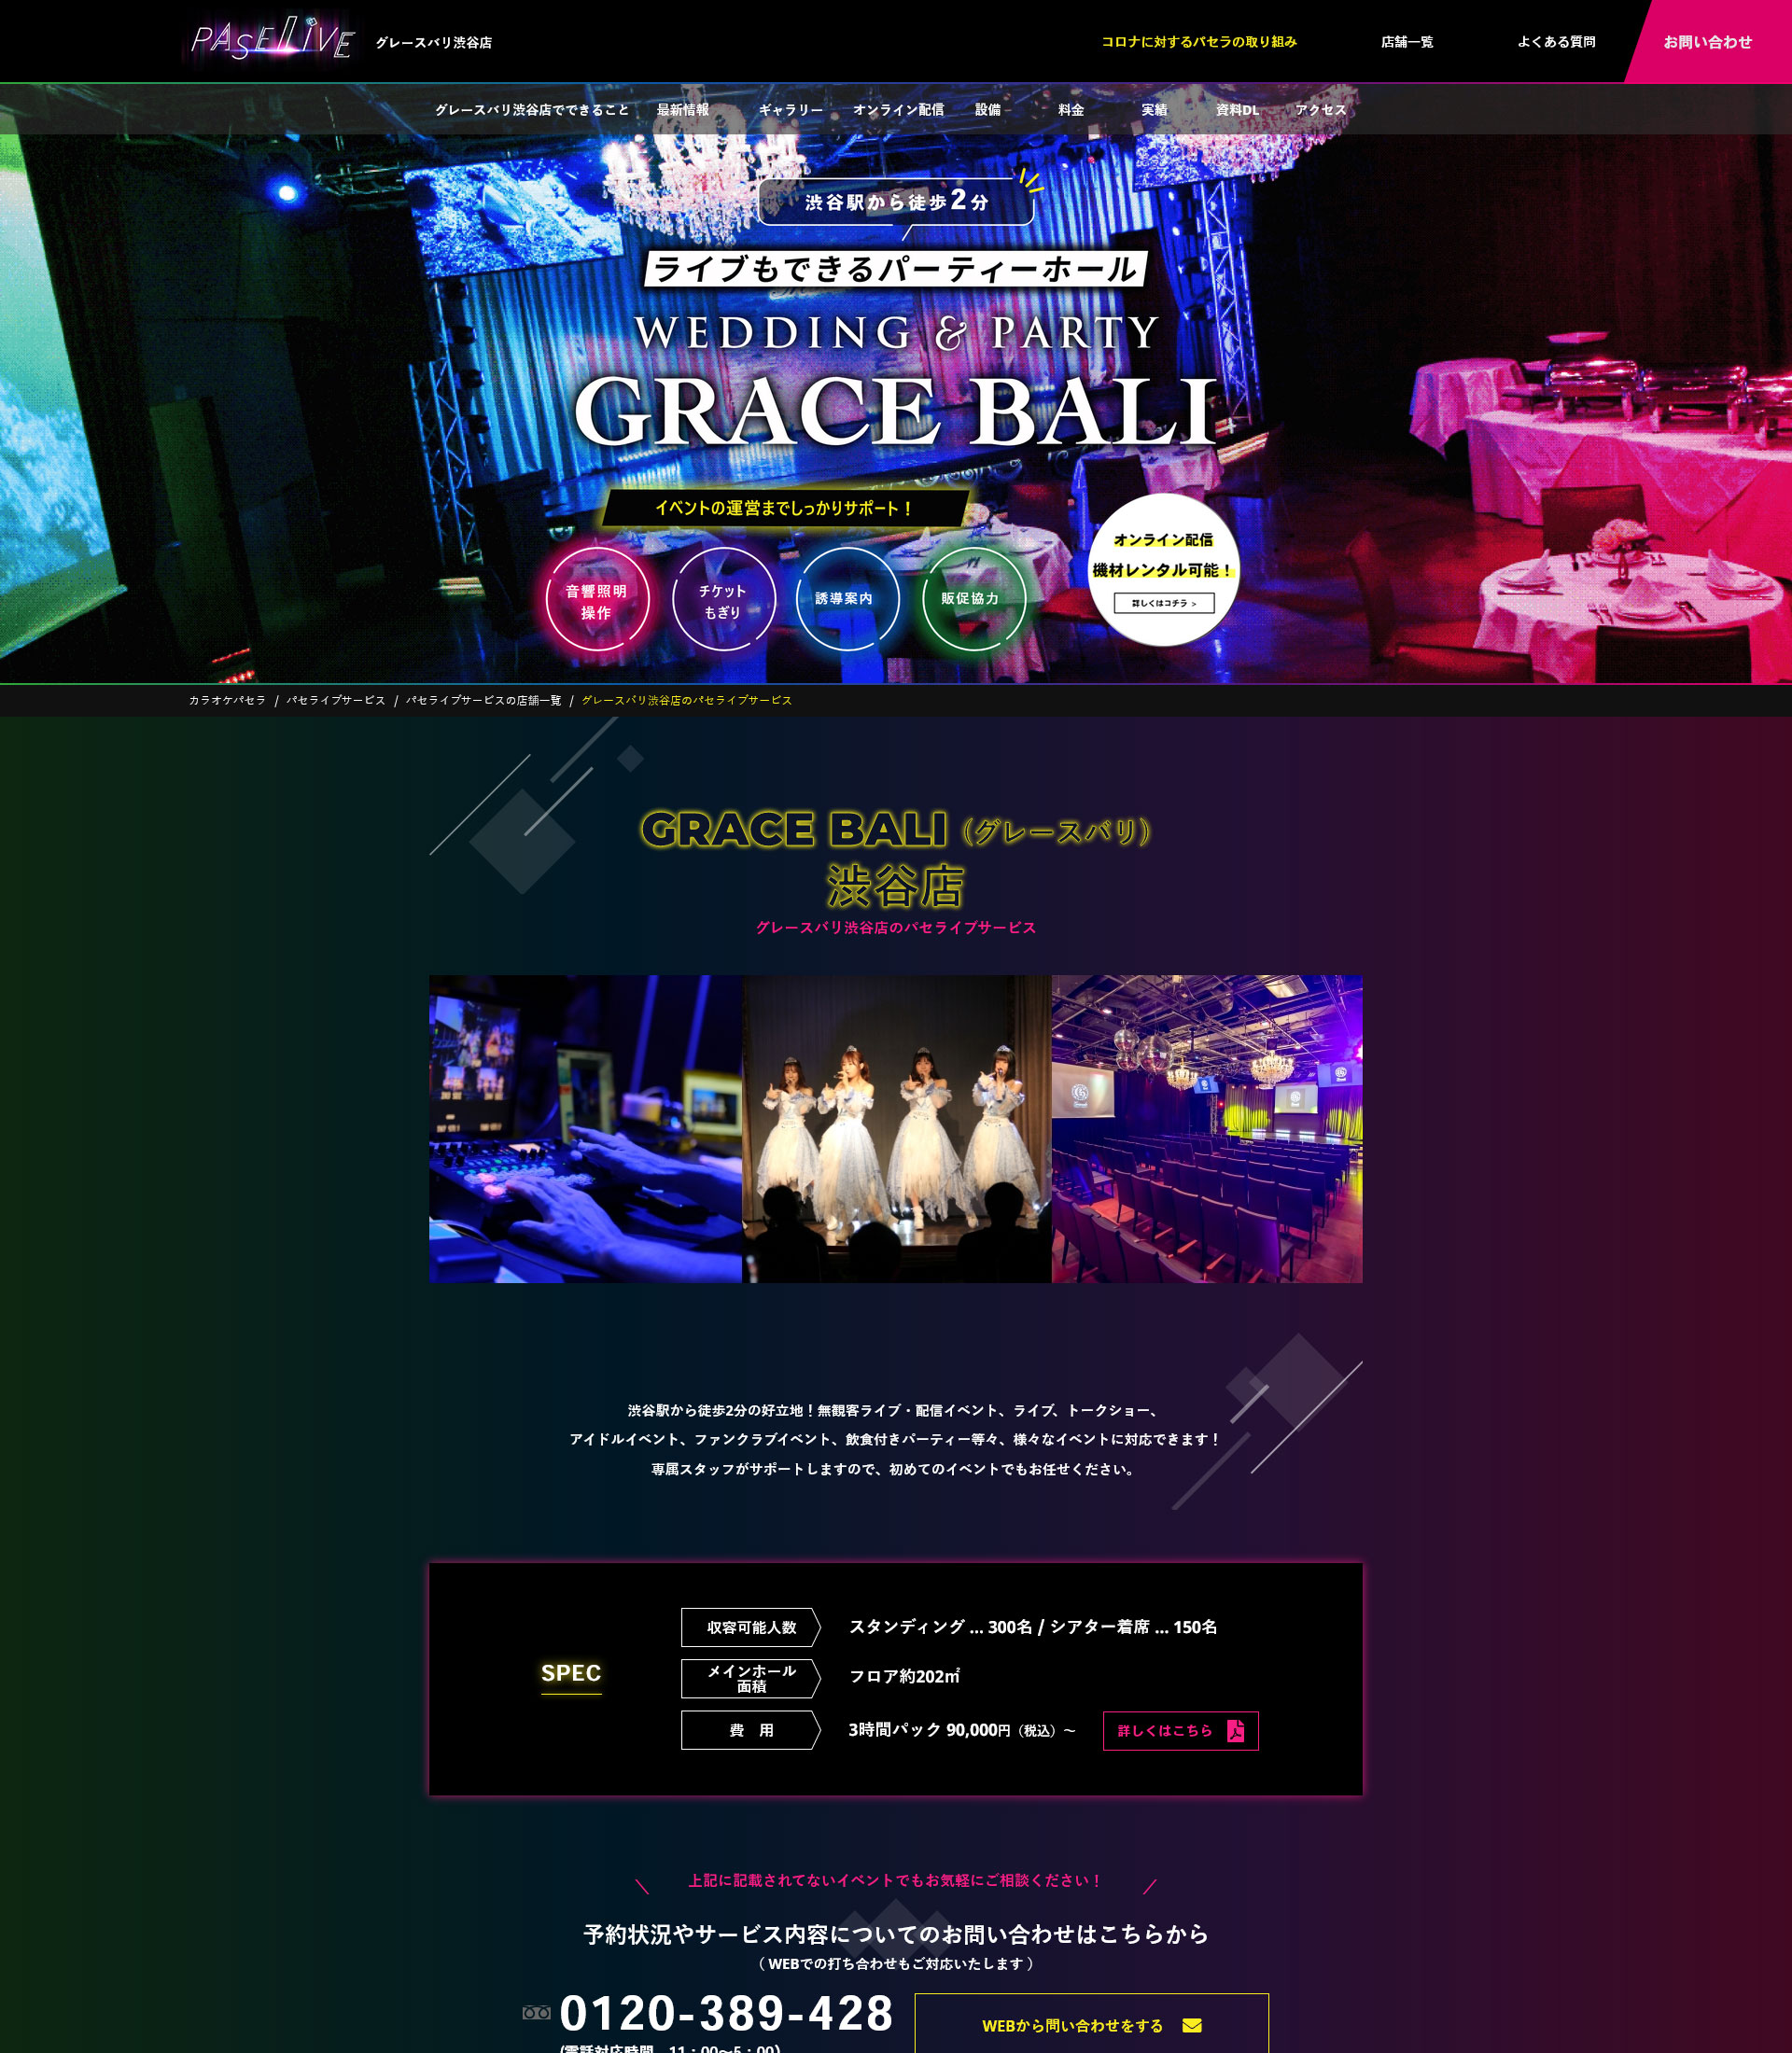 PASELIVE
グレースバリ渋谷店
コロナに対するパセラの取り組み
店舗一覧
よくある質問
お問い合わせ
グレースバリ渋谷店でできること
最新情報
ギャラリー
オンライン配信
設備
料金
実績
資料DL
アクセス
渋谷駅から徒歩2分
ライブもできるパーティーホール
WEDDING & PARTY
GRACE BALI
イベントの運営までしっかりサポート！
音響照明
操作
チケット
もぎり
誘導案内
販促協力
オンライン配信
機材レンタル可能！
詳しくはコチラ >
カラオケパセラ / パセライブサービス / パセライブサービスの店舗一覧 / グレースバリ渋谷店のパセライブサービス
GRACE BALI（グレースバリ）
渋谷店
グレースバリ渋谷店のパセライブサービス
渋谷駅から徒歩2分の好立地！無観客ライブ・配信イベント、ライブ、トークショー、
アイドルイベント、ファンクラブイベント、飲食付きパーティー等々、様々なイベントに対応できます！
専属スタッフがサポートしますので、初めてのイベントでもお任せください。
SPEC
収容可能人数
スタンディング ... 300名 / シアター着席 ... 150名
メインホール
面積
フロア約202㎡
費　用
3時間パック 90,000円（税込）～
詳しくはこちら
上記に記載されてないイベントでもお気軽にご相談ください！
予約状況やサービス内容についてのお問い合わせはこちらから
（ WEBでの打ち合わせもご対応いたします ）
0120-389-428
WEBから問い合わせをする
(電話対応時間　11：00～5：00)